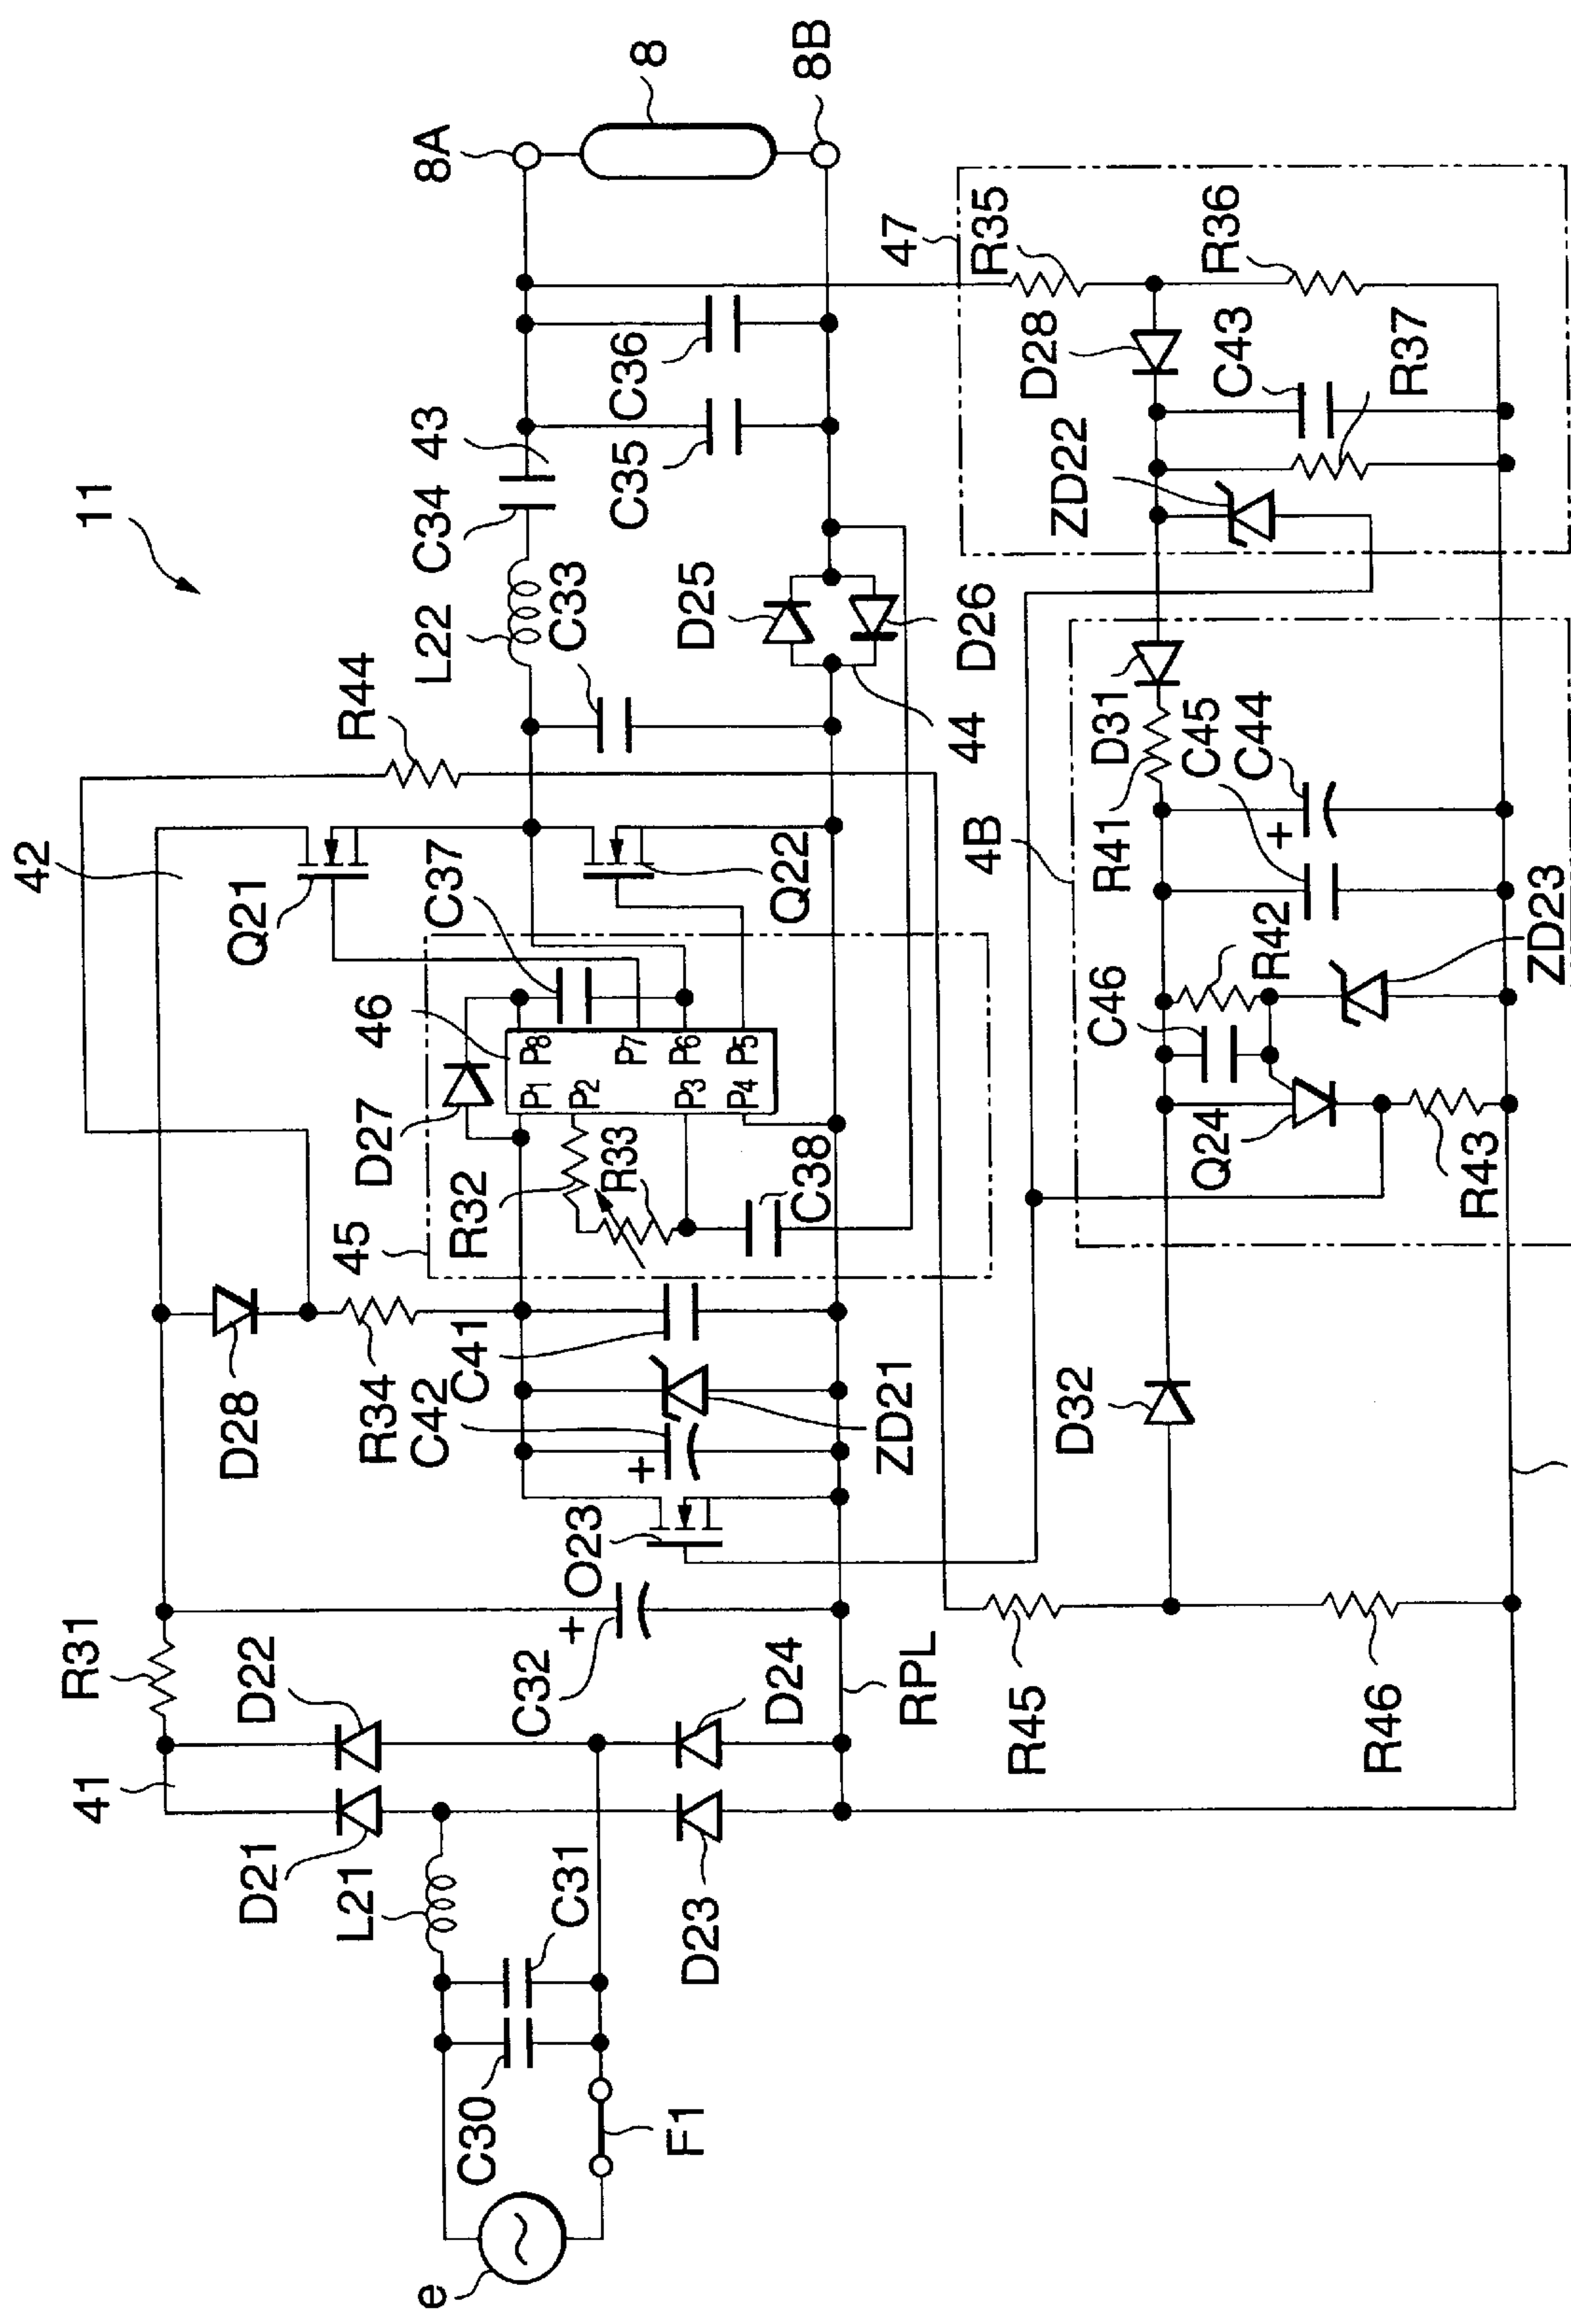 11
42
R44
L22
C34
43
8A
8
8B
C33
C36
C35
D25
D26
44
47
R35
R36
D28
C43
R37
ZD22
Q21
C37
Q22
46
P8
P7
P6
P5
P1
P2
P3
P4
D27
45
R32
R33
C38
D31
R41
C45
C44
4B
+
R42
C46
ZD23
Q24
R43
D28
R34
C41
C42
+
ZD21
O23
D32
R31
41
D22
D21
L21
C32
+
D24
RPL
D23
C31
C30
F1
e
R45
R46